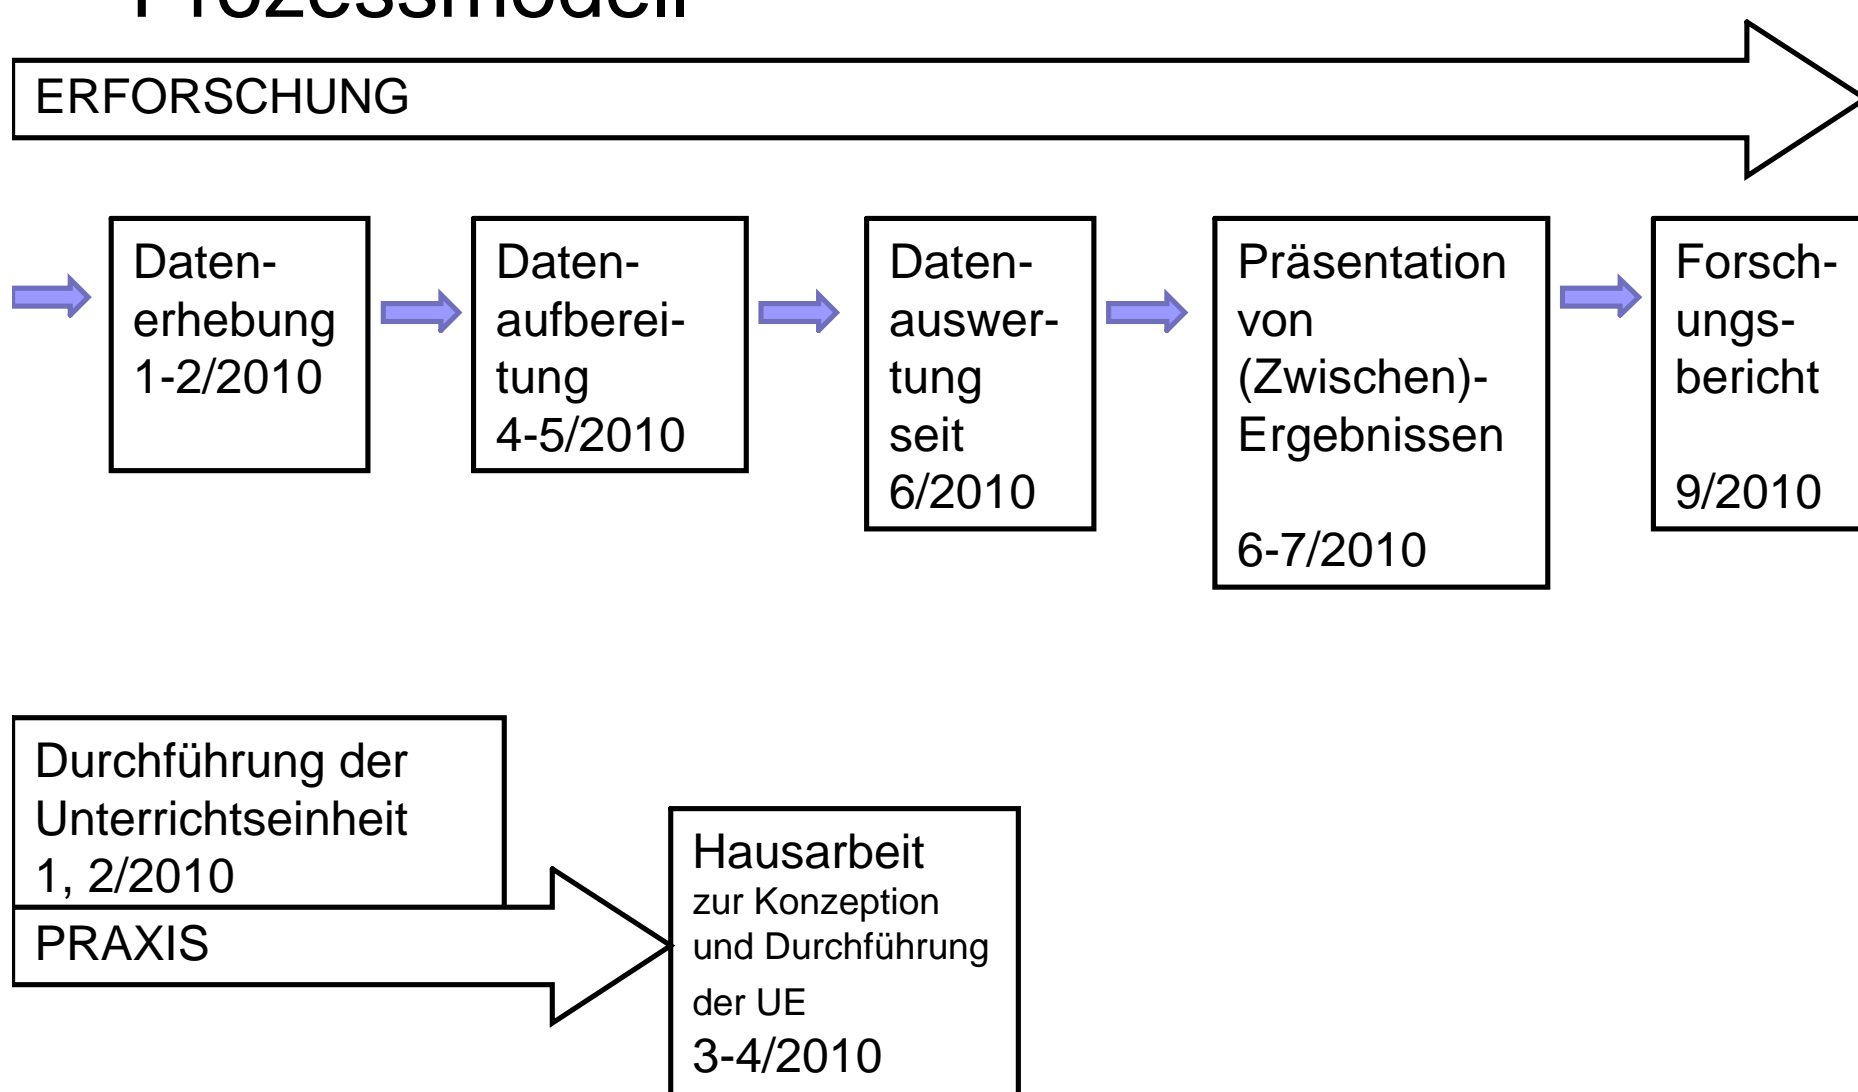 Prozessmodell
ERFORSCHUNG
Daten-
erhebung
1-2/2010
Daten-
aufberei-
tung
4-5/2010
Daten-
auswer-
tung
seit
6/2010
Präsentation
von
(Zwischen)-
Ergebnissen
6-7/2010
Forsch-
ungs-
bericht
9/2010
Durchführung der
Unterrichtseinheit
1, 2/2010
PRAXIS
Hausarbeit
zur Konzeption
und Durchführung
der UE
3-4/2010